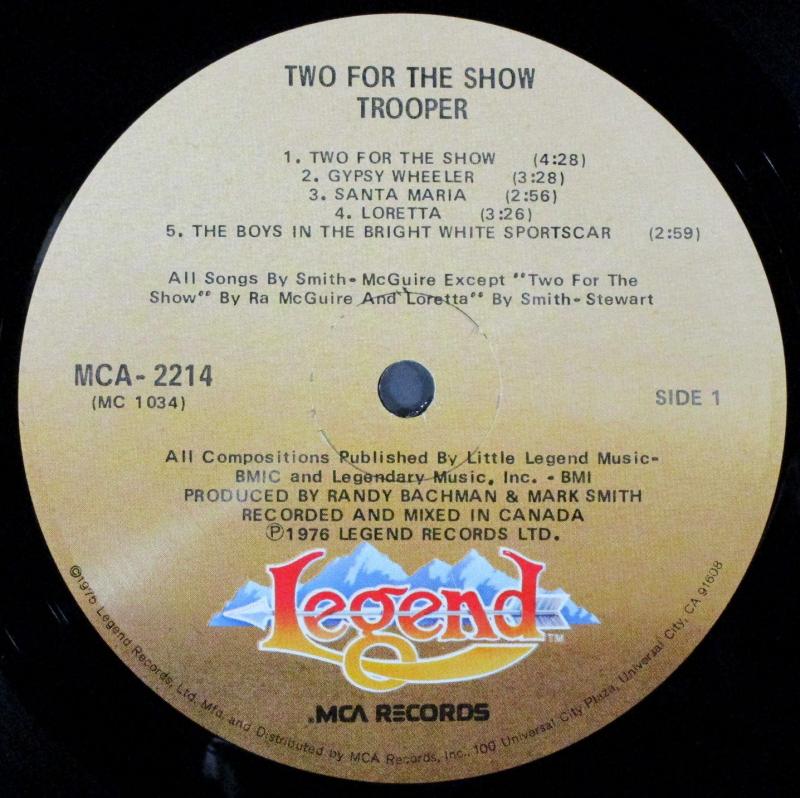 TWO FOR THE SHOW
TROOPER
1. TWO FOR THE SHOW (4:28)
2. GYPSY WHEELER (3:28)
3. SANTA MARIA (2:56)
4. LORETTA (3:26)
5. THE BOYS IN THE BRIGHT WHITE SPORTSCAR (2:59)
All Songs By Smith-McGuire Except "Two For The
Show" By Ra McGuire And Loretta" By Smith-Stewart
MCA-2214
(MC 1034)
SIDE 1
All Compositions Published By Little Legend Music-
BMIC and Legendary Music, Inc. - BMI
PRODUCED BY RANDY BACHMAN & MARK SMITH
RECORDED AND MIXED IN CANADA
Ⓟ1976 LEGEND RECORDS LTD.
Legend TM
MCA RECORDS
©1975 Legend Records, Ltd. Mfd. and Distributed by MCA Records, Inc., 100 Universal City Plaza, Universal City, CA 91608